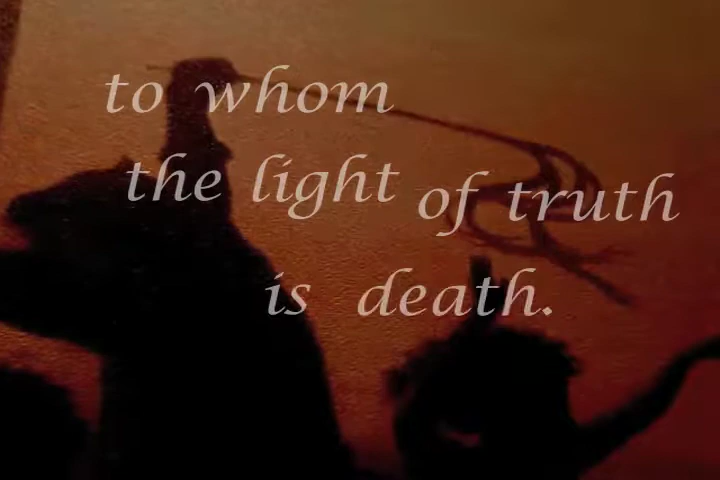 to whom
the light of truth
is death.